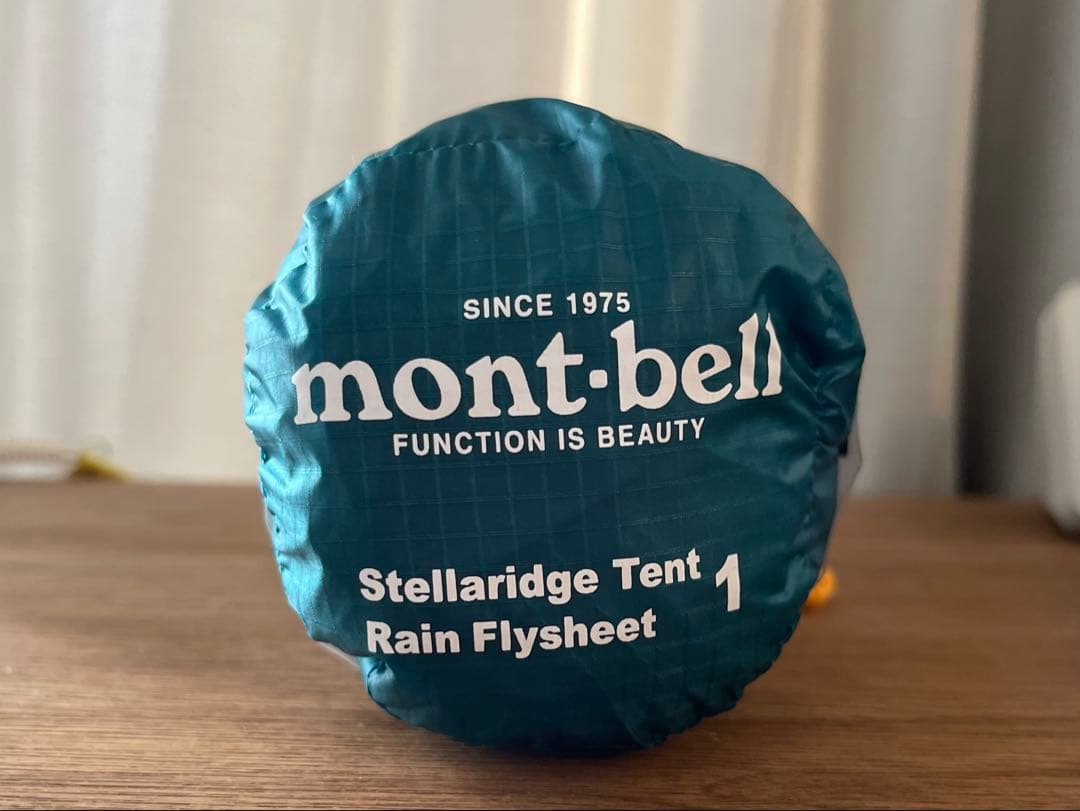 SINCE 1975
mont·bell
FUNCTION IS BEAUTY
Stellaridge Tent 1
Rain Flysheet